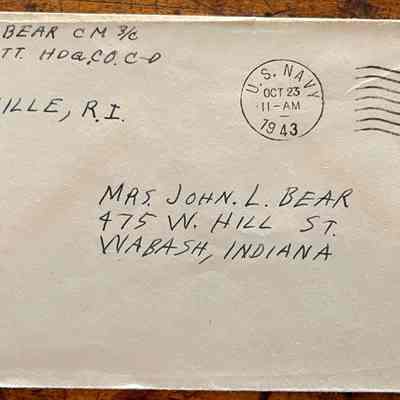 BEAR CM 3/C
TT. HDQ. CO. C-D
ILLE, R.I.
U.S. NAVY
OCT 23
11-AM
1943
MRS. JOHN. L. BEAR
475 W. HILL ST.
WABASH, INDIANA